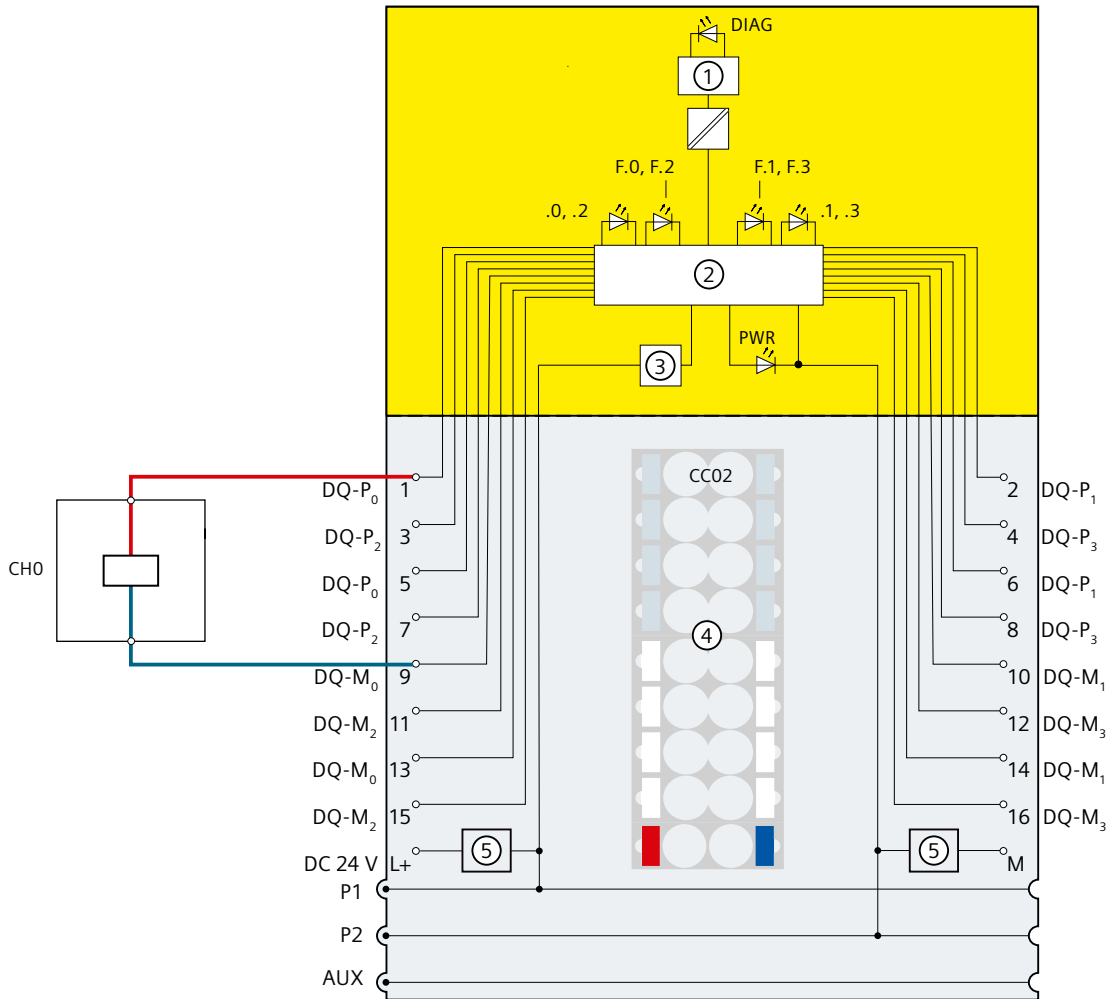 DIAG
①
F.0, F.2
F.1, F.3
.0, .2
.1, .3
②
PWR
③
CC02
DQ-P₀ 1
2 DQ-P₁
DQ-P₂ 3
4 DQ-P₃
CH0
DQ-P₀ 5
6 DQ-P₁
DQ-P₂ 7
8 DQ-P₃
④
DQ-M₀ 9
10 DQ-M₁
DQ-M₂ 11
12 DQ-M₃
DQ-M₀ 13
14 DQ-M₁
DQ-M₂ 15
16 DQ-M₃
DC 24 V L+
⑤
⑤
M
P1
P2
AUX